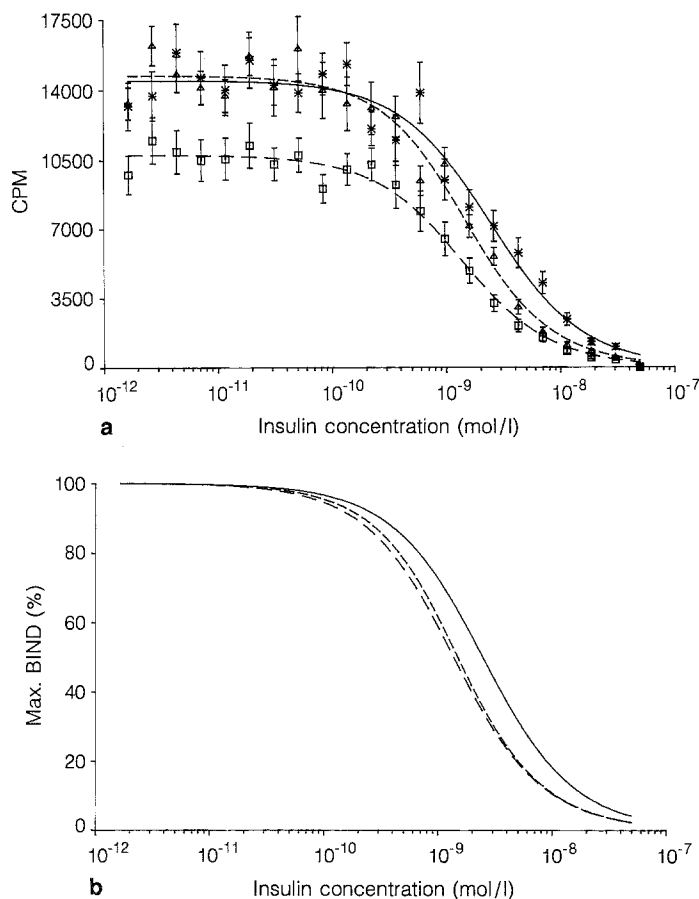 17500
14000
10500
7000
3500
0
CPM
10⁻¹² 10⁻¹¹ 10⁻¹⁰ 10⁻⁹ 10⁻⁸ 10⁻⁷
a Insulin concentration (mol/l)
100
80
60
40
20
0
Max. BIND (%)
10⁻¹² 10⁻¹¹ 10⁻¹⁰ 10⁻⁹ 10⁻⁸ 10⁻⁷
b Insulin concentration (mol/l)